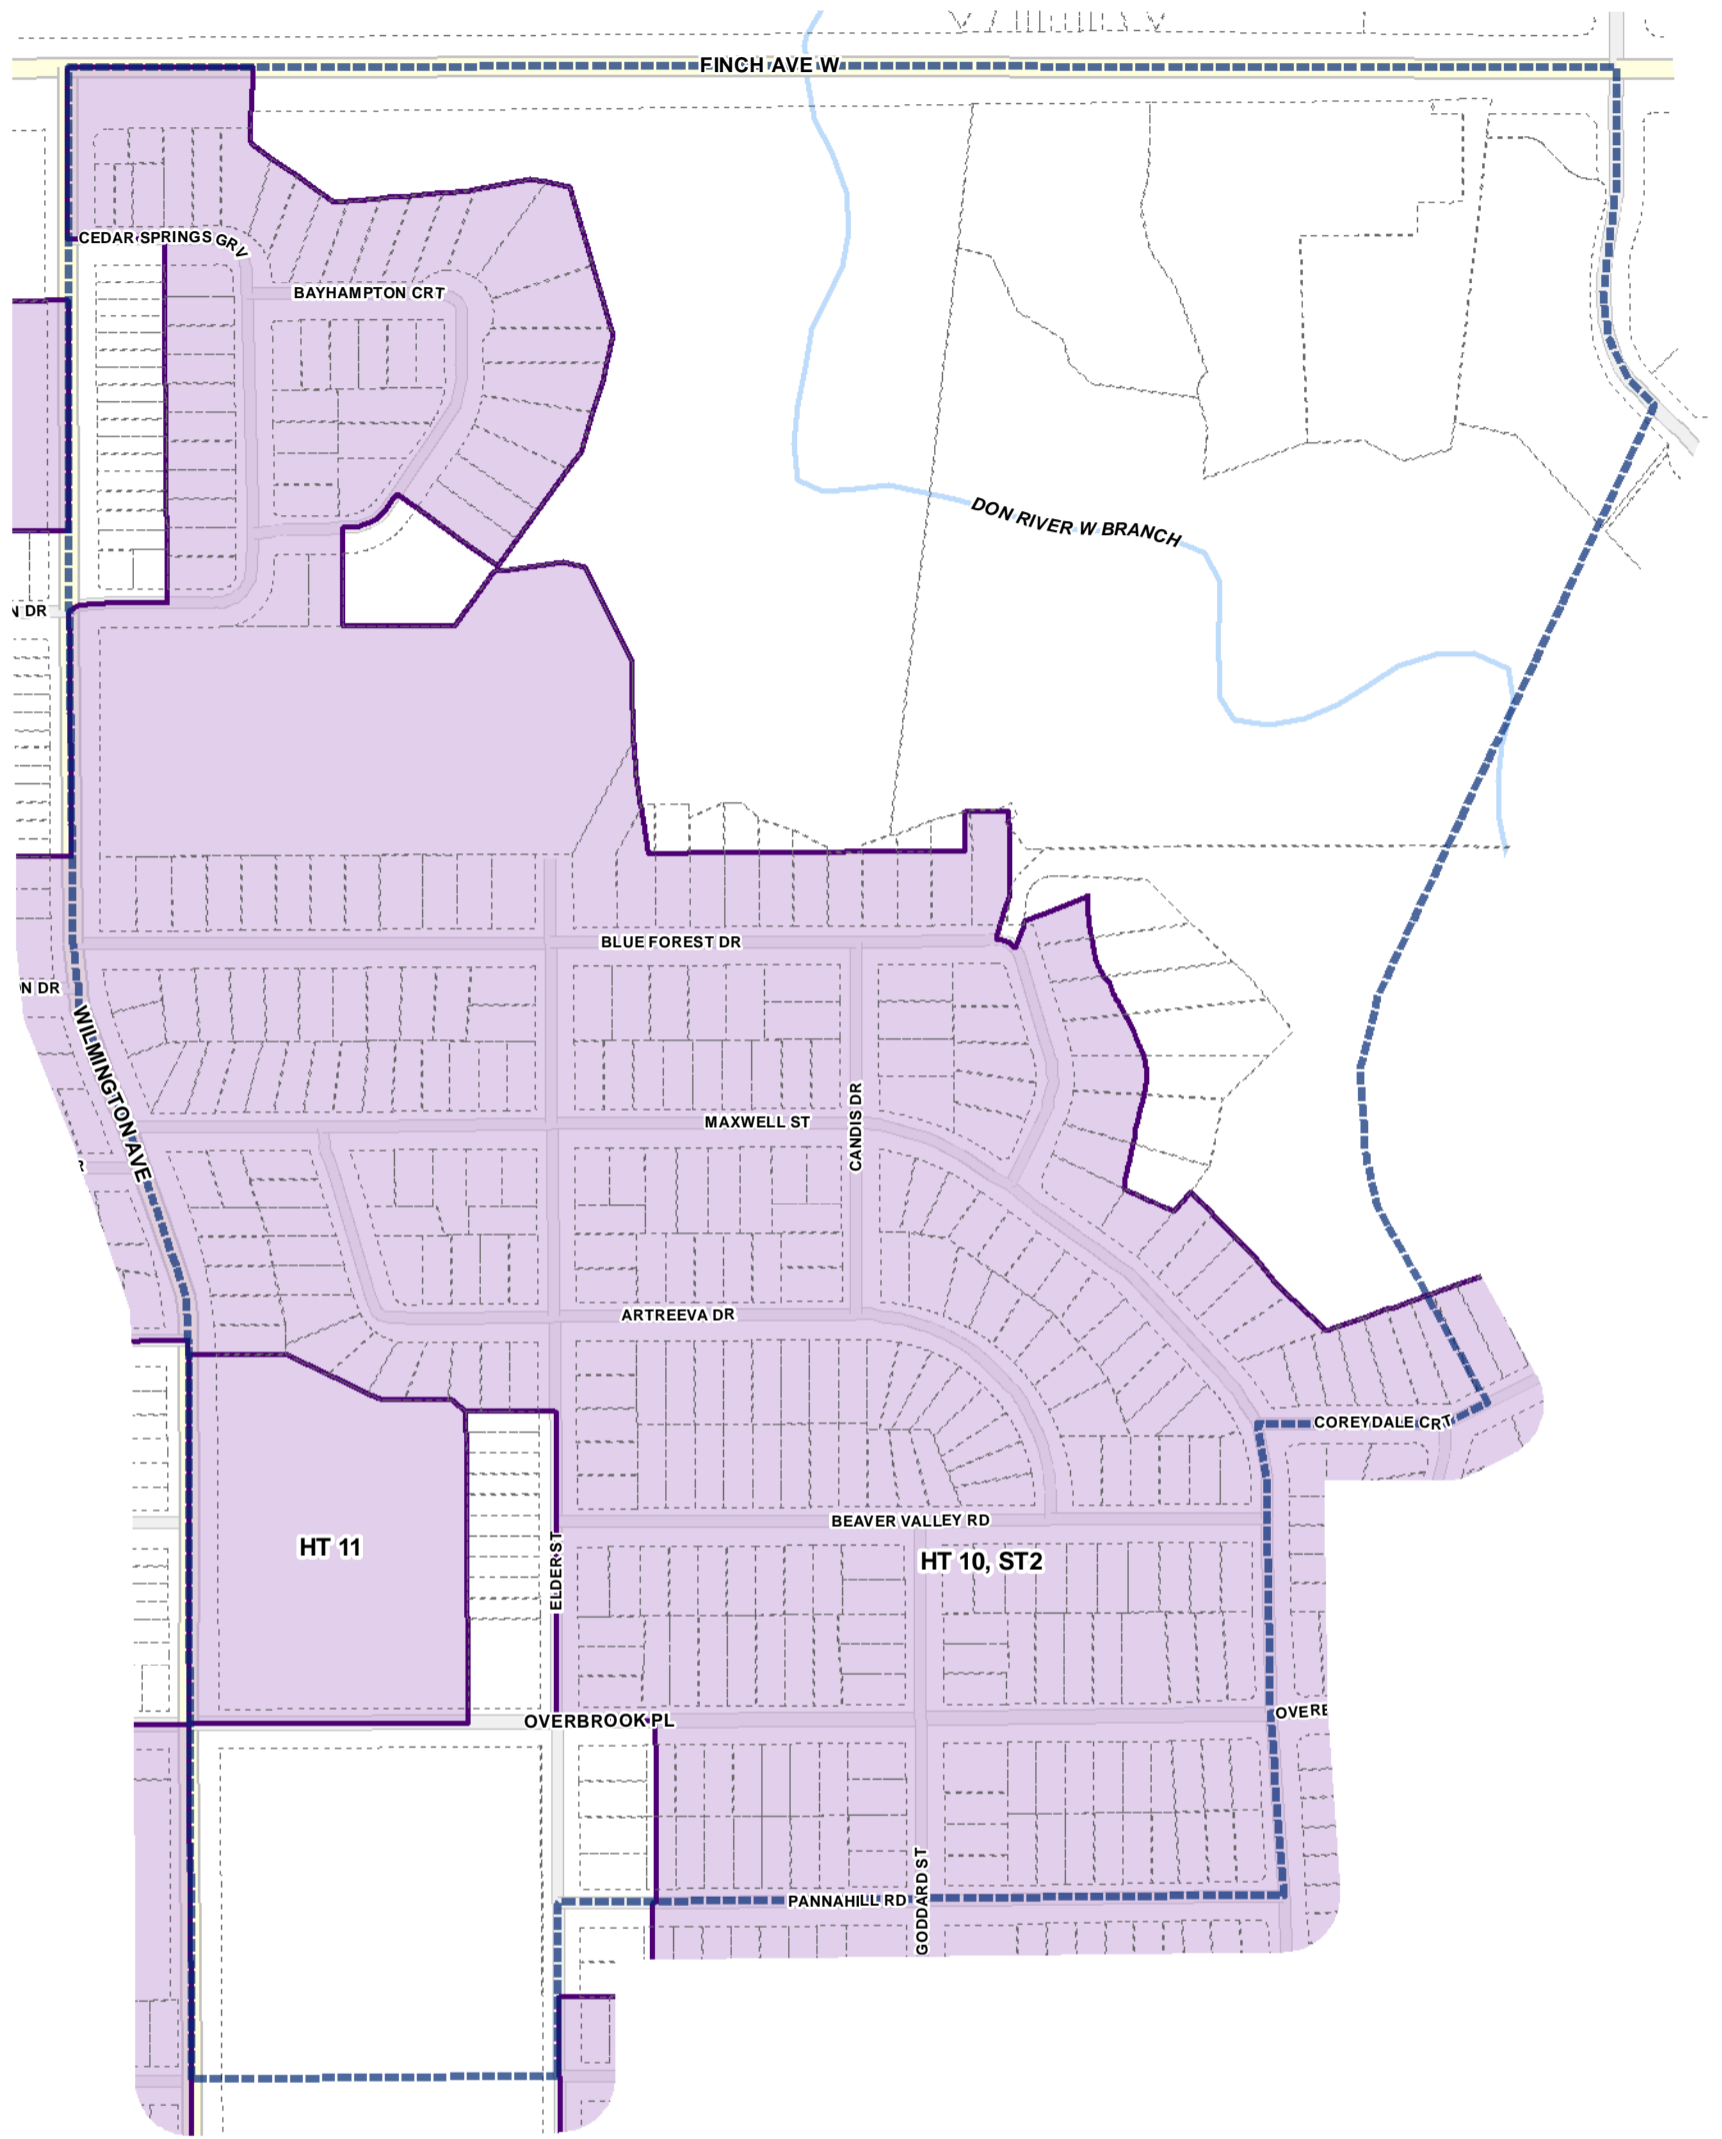 FINCH AVE W
CEDAR SPRINGS GRV
BAYHAMPTON CRT
DON RIVER W BRANCH
N DR
BLUE FOREST DR
N DR
WILMINGTON AVE
MAXWELL ST
CANDIS DR
R
ARTREEVA DR
COREYDALE CRT
BEAVER VALLEY RD
HT 11
HT 10, ST2
ELDER ST
OVERBROOK PL
OVERB
PANNAHILL RD
GODDARD ST